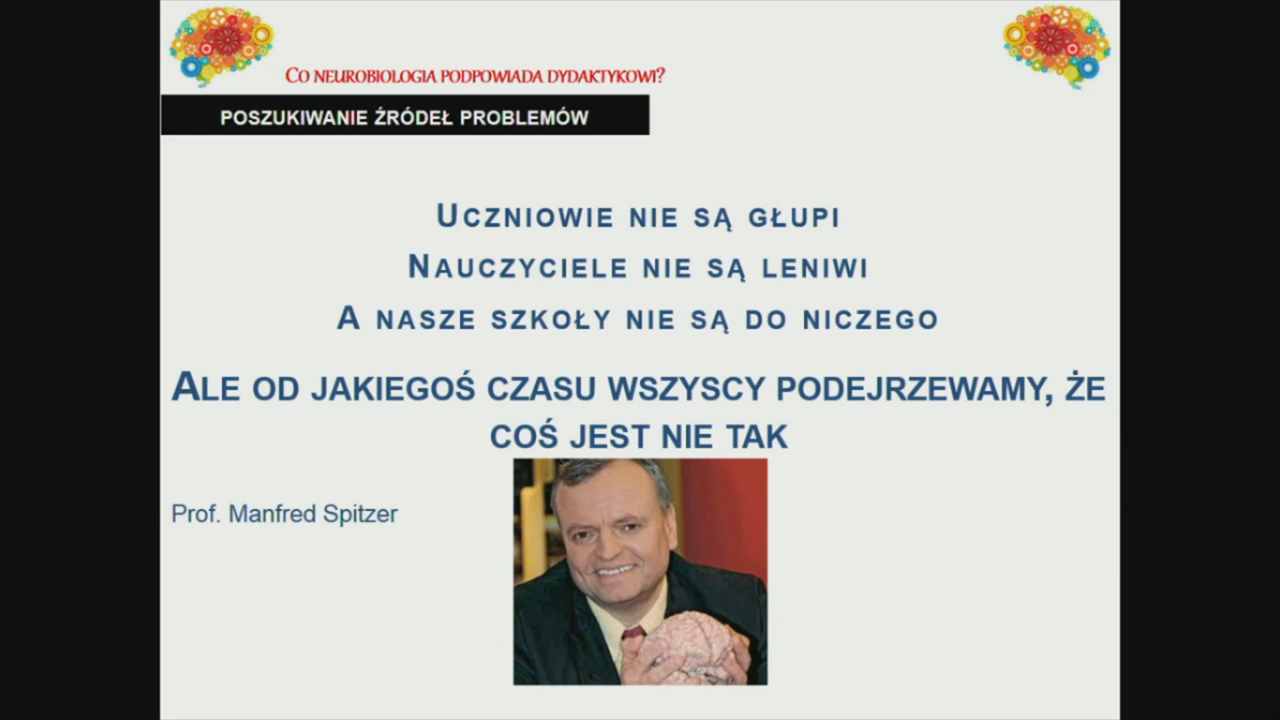 Co neurobiologia podpowiada dydaktykowi?
POSZUKIWANIE ŹRÓDEŁ PROBLEMÓW
Uczniowie nie są głupi
Nauczyciele nie są leniwi
A nasze szkoły nie są do niczego
Ale od jakiegoś czasu wszyscy podejrzewamy, że
coś jest nie tak
Prof. Manfred Spitzer